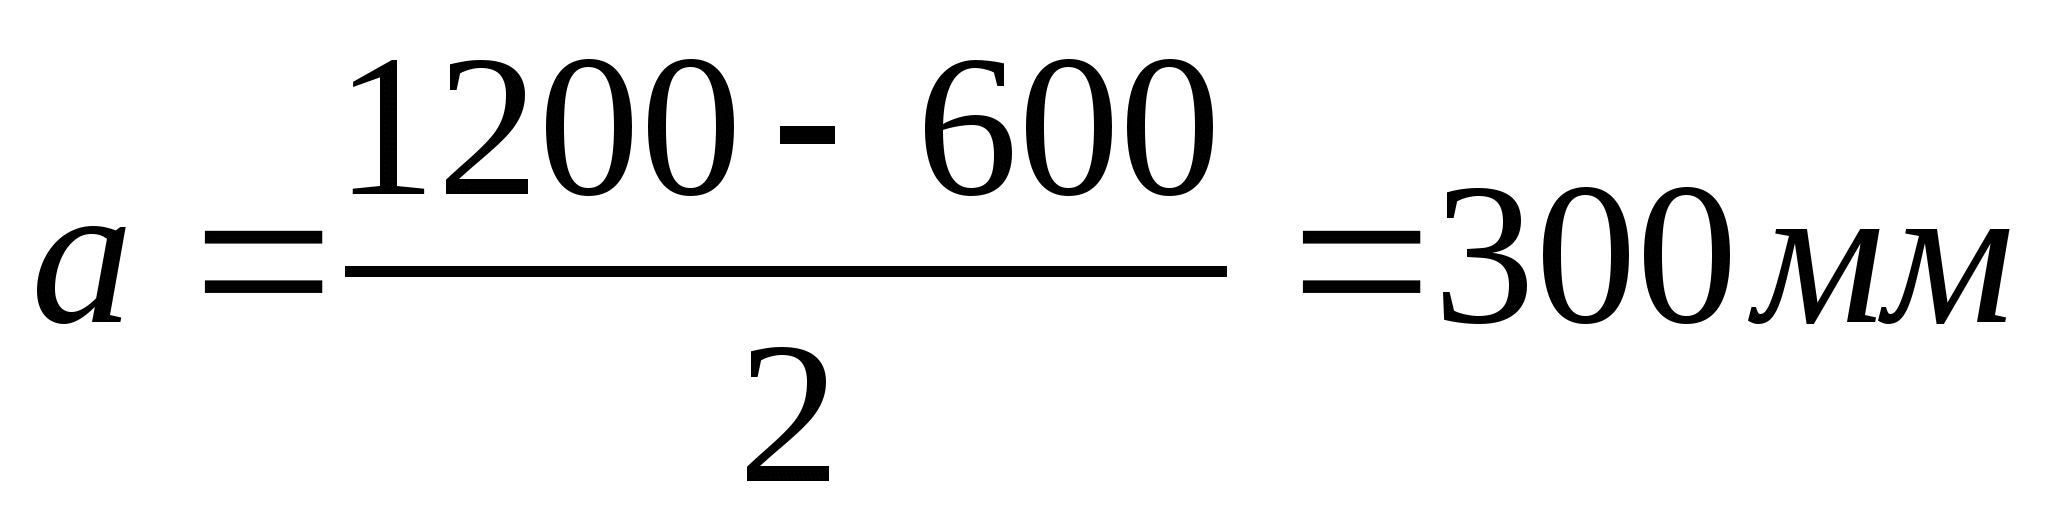 a = (1200 - 600) / 2 = 300 мм